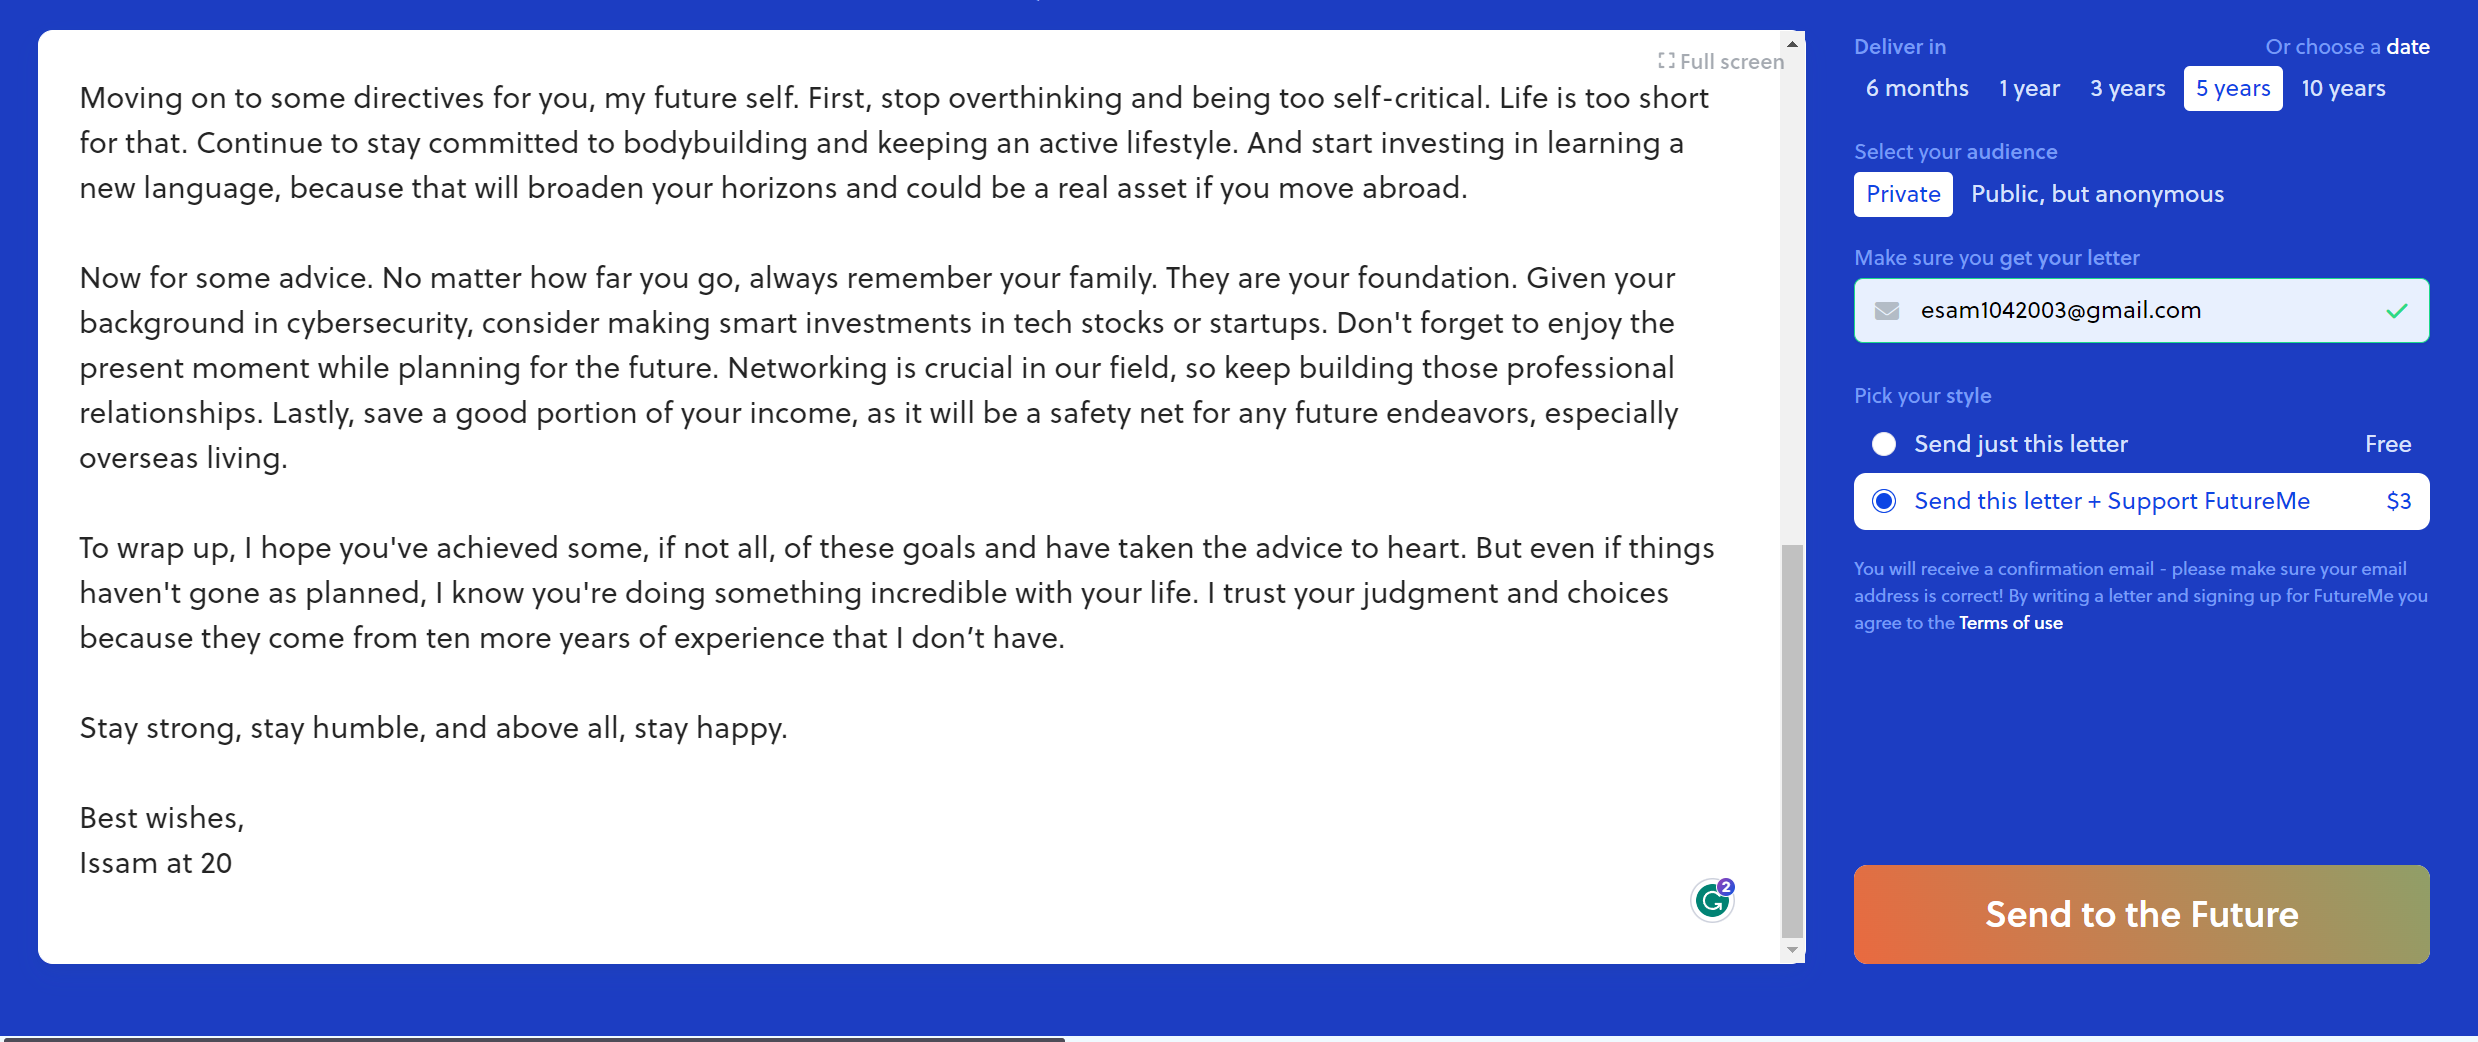 Full screen
Moving on to some directives for you, my future self. First, stop overthinking and being too self-critical. Life is too short
for that. Continue to stay committed to bodybuilding and keeping an active lifestyle. And start investing in learning a
new language, because that will broaden your horizons and could be a real asset if you move abroad.
Now for some advice. No matter how far you go, always remember your family. They are your foundation. Given your
background in cybersecurity, consider making smart investments in tech stocks or startups. Don't forget to enjoy the
present moment while planning for the future. Networking is crucial in our field, so keep building those professional
relationships. Lastly, save a good portion of your income, as it will be a safety net for any future endeavors, especially
overseas living.
To wrap up, I hope you've achieved some, if not all, of these goals and have taken the advice to heart. But even if things
haven't gone as planned, I know you're doing something incredible with your life. I trust your judgment and choices
because they come from ten more years of experience that I don’t have.
Stay strong, stay humble, and above all, stay happy.
Best wishes,
Issam at 20
2
Deliver in
Or choose a date
6 months 1 year 3 years 5 years 10 years
Select your audience
Private Public, but anonymous
Make sure you get your letter
esam1042003@gmail.com
Pick your style
Send just this letter Free
Send this letter + Support FutureMe $3
You will receive a confirmation email - please make sure your email
address is correct! By writing a letter and signing up for FutureMe you
agree to the Terms of use
Send to the Future